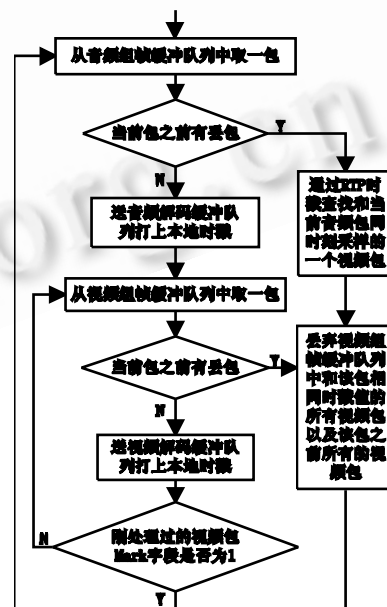 从音频组帧缓冲队列中取一包
当前包之前有丢包
Y
N
送音频解码缓冲队
列打上本地时戳
通过RTP时
戳查找和当
前音频包同
时刻采样的
一个视频包
从视频组帧缓冲队列中取一包
当前包之前有丢包
Y
N
丢弃视频组
帧缓冲队列
中和该包相
同时戳值的
所有视频包
以及该包之
前所有的视
频包
送视频解码缓冲队
列打上本地时戳
刚处理过的视频包
Mark字段是否为1
N
Y
org.cn